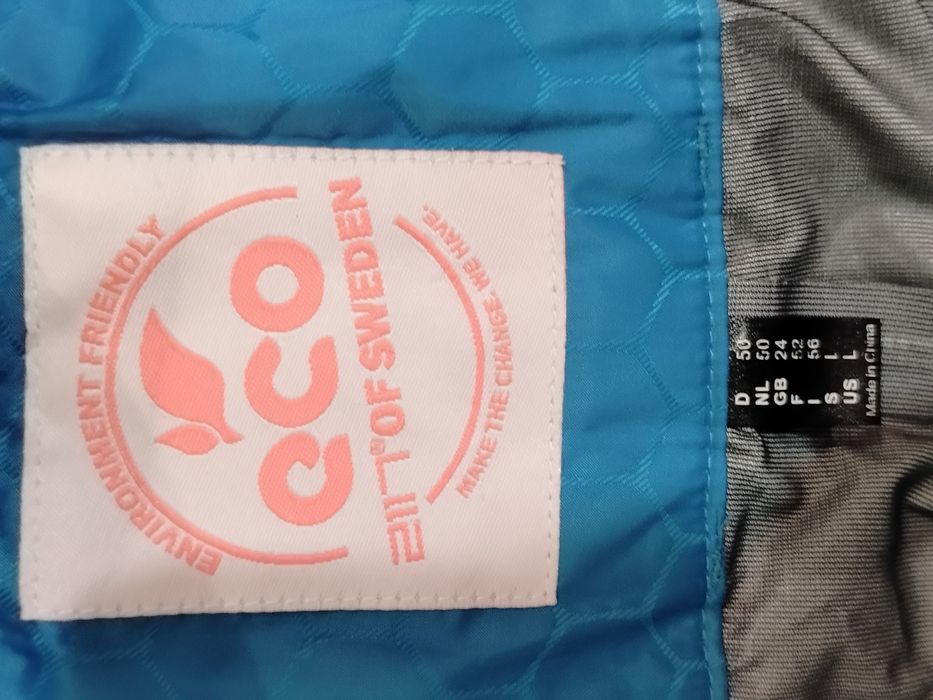 ENVIRONMENT FRIENDLY
eco
2117® OF SWEDEN
MAKE THE CHANGE. WE HAVE.
D 50
NL 50
GB 24
F 52
I 56
S L
US L
Made in China